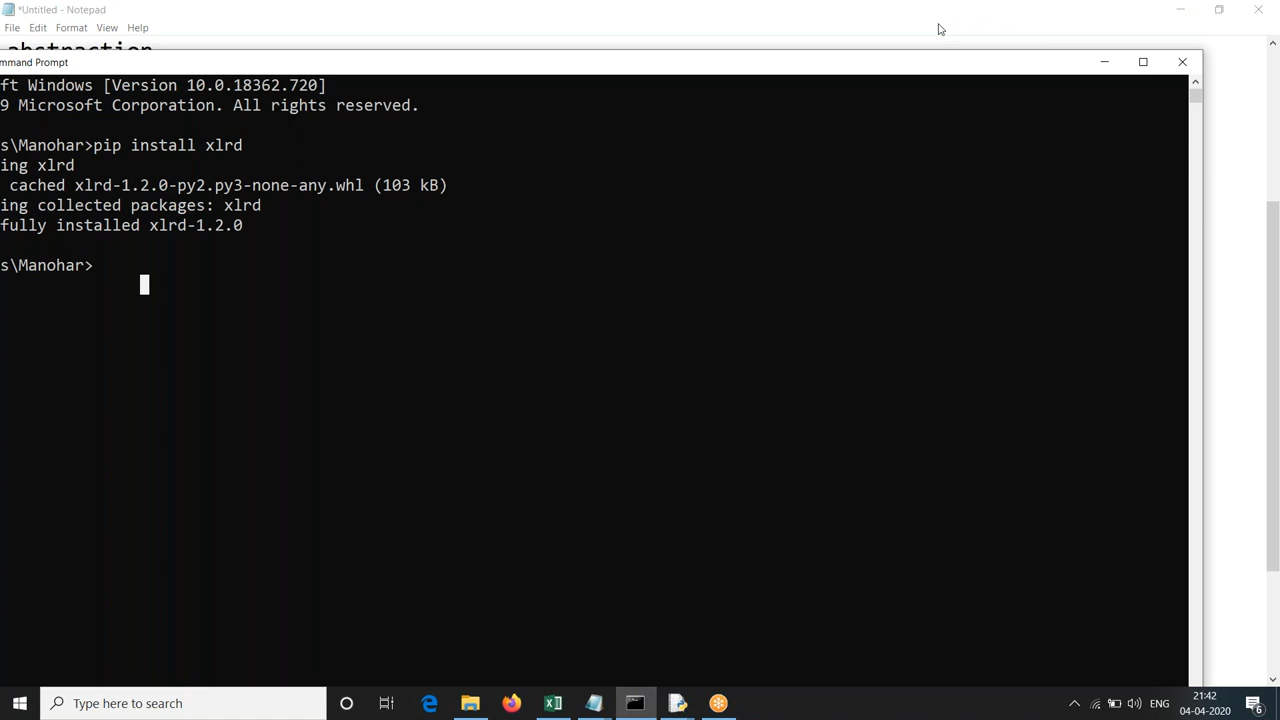 *Untitled - Notepad
File Edit Format View Help
abstraction
mmand Prompt
ft Windows [Version 10.0.18362.720]
9 Microsoft Corporation. All rights reserved.
s\Manohar>pip install xlrd
ing xlrd
cached xlrd-1.2.0-py2.py3-none-any.whl (103 kB)
ing collected packages: xlrd
fully installed xlrd-1.2.0
s\Manohar>
Type here to search
ENG
21:42
04-04-2020
6